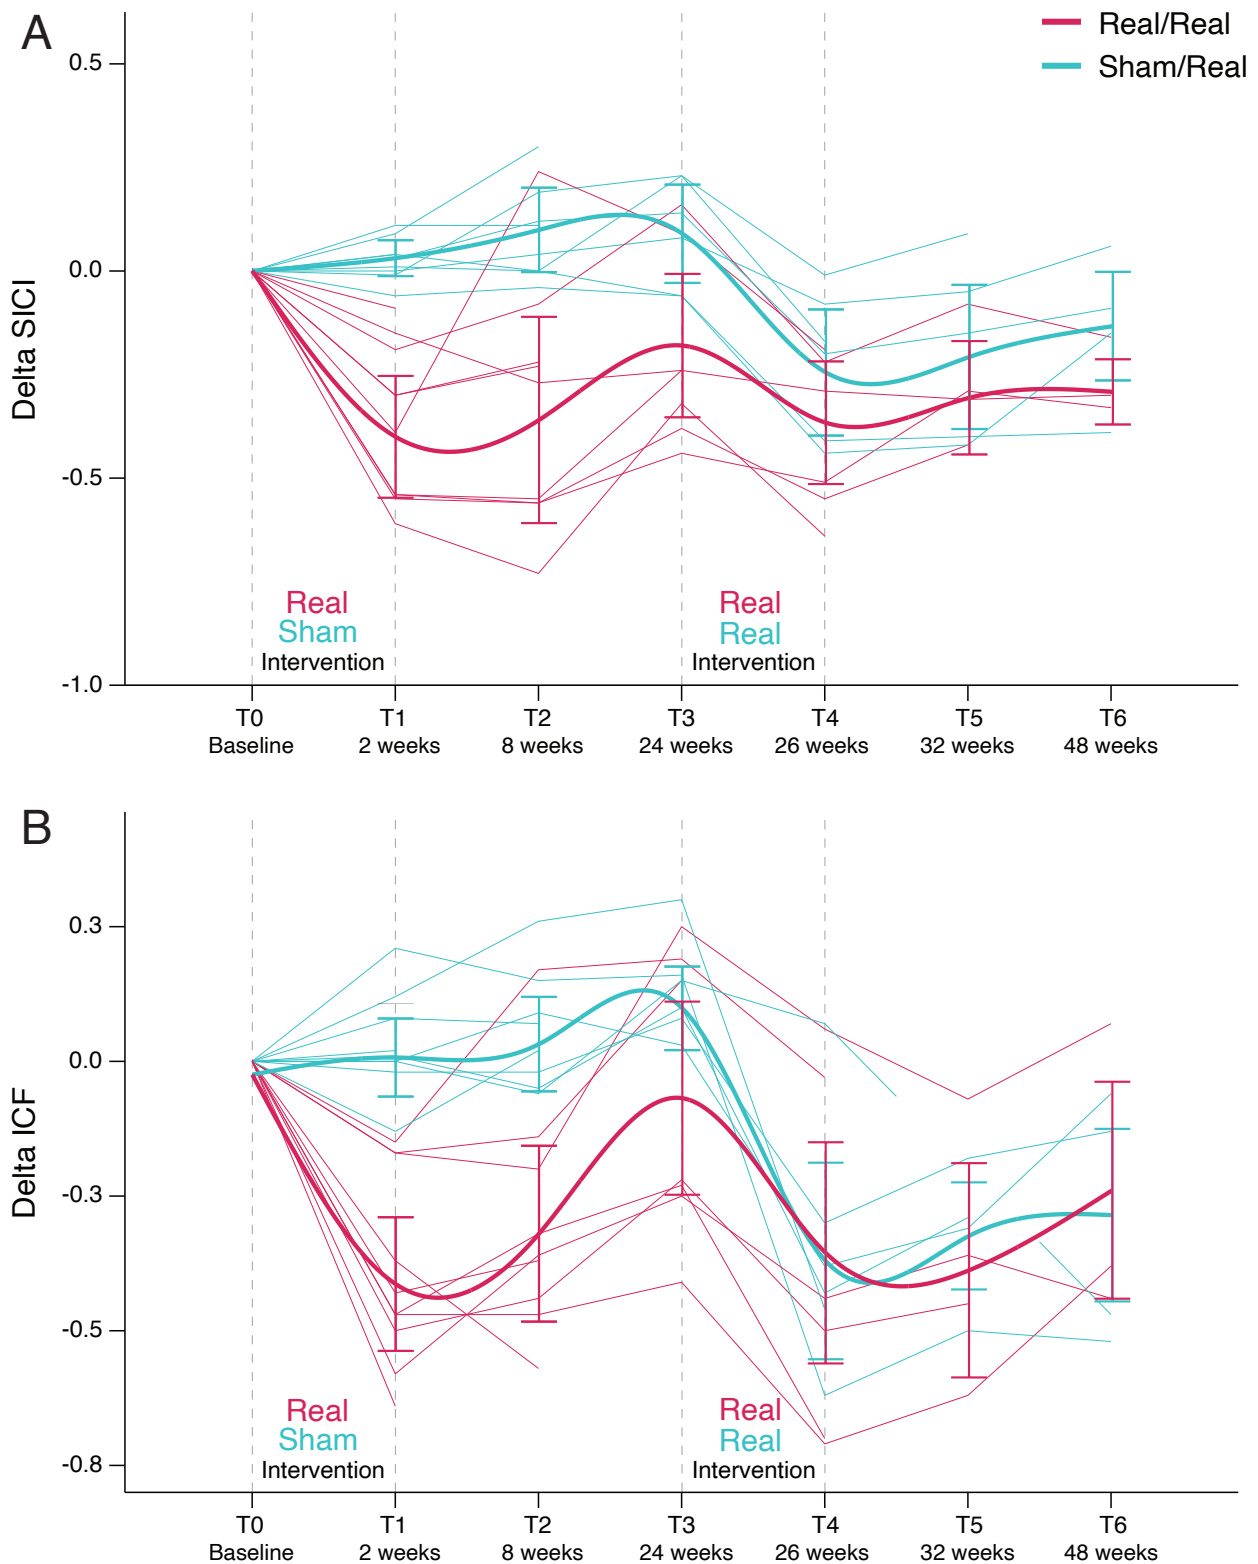 A
Real/Real
Sham/Real
0.5
0.0
-0.5
-1.0
Delta SICI
Real
Sham
Intervention
Real
Real
Intervention
T0 T1 T2 T3 T4 T5 T6
Baseline 2 weeks 8 weeks 24 weeks 26 weeks 32 weeks 48 weeks
B
0.3
0.0
-0.3
-0.5
-0.8
Delta ICF
Real
Sham
Intervention
Real
Real
Intervention
T0 T1 T2 T3 T4 T5 T6
Baseline 2 weeks 8 weeks 24 weeks 26 weeks 32 weeks 48 weeks